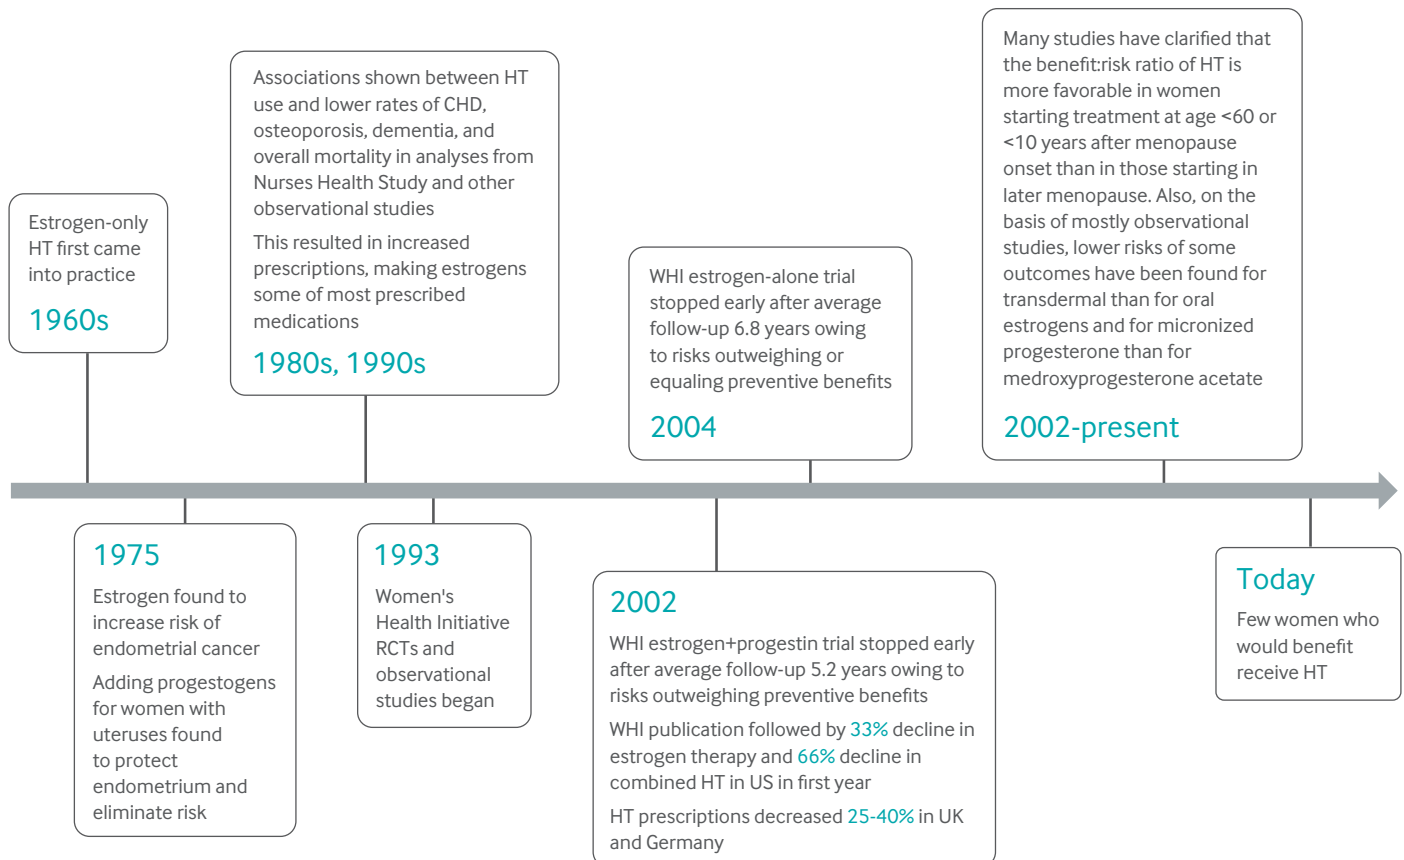 Estrogen-only
HT first came
into practice
1960s
1975
Estrogen found to
increase risk of
endometrial cancer
Adding progestogens
for women with
uteruses found
to protect
endometrium and
eliminate risk
Associations shown between HT
use and lower rates of CHD,
osteoporosis, dementia, and
overall mortality in analyses from
Nurses Health Study and other
observational studies
This resulted in increased
prescriptions, making estrogens
some of most prescribed
medications
1980s, 1990s
1993
Women's
Health Initiative
RCTs and
observational
studies began
2002
WHI estrogen+progestin trial stopped early
after average follow-up 5.2 years owing to
risks outweighing preventive benefits
WHI publication followed by 33% decline in
estrogen therapy and 66% decline in
combined HT in US in first year
HT prescriptions decreased 25-40% in UK
and Germany
WHI estrogen-alone trial
stopped early after average
follow-up 6.8 years owing
to risks outweighing or
equaling preventive benefits
2004
Many studies have clarified that
the benefit:risk ratio of HT is
more favorable in women
starting treatment at age <60 or
<10 years after menopause
onset than in those starting in
later menopause. Also, on the
basis of mostly observational
studies, lower risks of some
outcomes have been found for
transdermal than for oral
estrogens and for micronized
progesterone than for
medroxyprogesterone acetate
2002-present
Today
Few women who
would benefit
receive HT